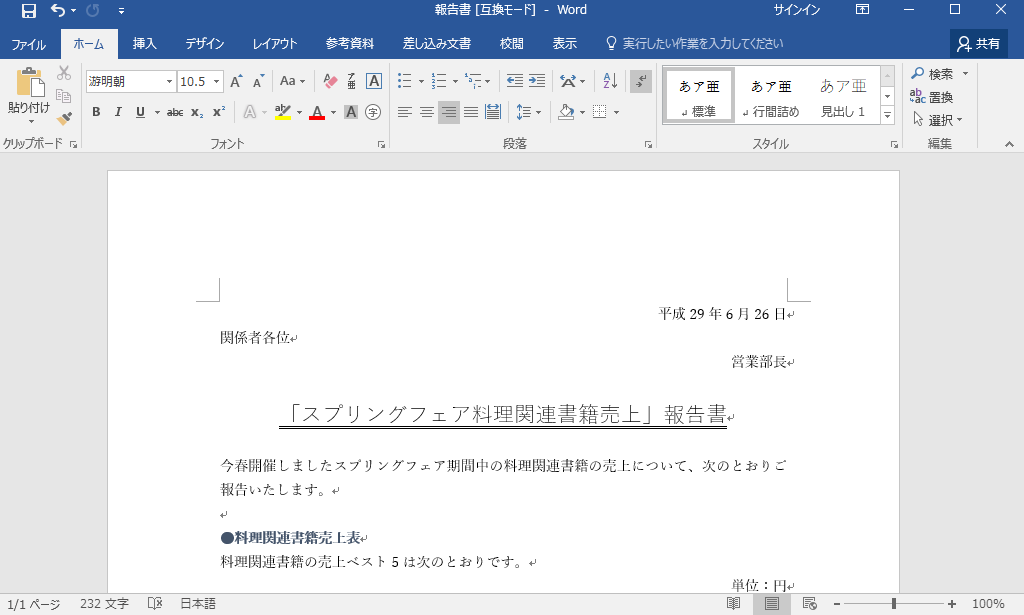 報告書 [互換モード] - Word
サインイン
ファイル ホーム 挿入 デザイン レイアウト 参考資料 差し込み文書 校閲 表示 実行したい作業を入力してください 共有
貼り付け
クリップボード
游明朝 10.5
Aa
B I U abc x₂ x²
フォント
段落
あア亜 あア亜 あア亜
標準 行間詰め 見出し 1
スタイル
検索
置換
選択
編集
平成 29 年 6 月 26 日
関係者各位
営業部長
「スプリングフェア料理関連書籍売上」報告書
今春開催しましたスプリングフェア期間中の料理関連書籍の売上について、次のとおりご
報告いたします。
●料理関連書籍売上表
料理関連書籍の売上ベスト 5 は次のとおりです。
単位：円
1/1 ページ 232 文字 日本語 100%